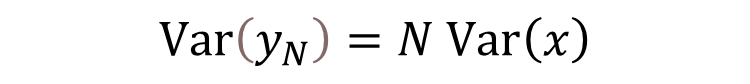 Var(y_N) = N Var(x)